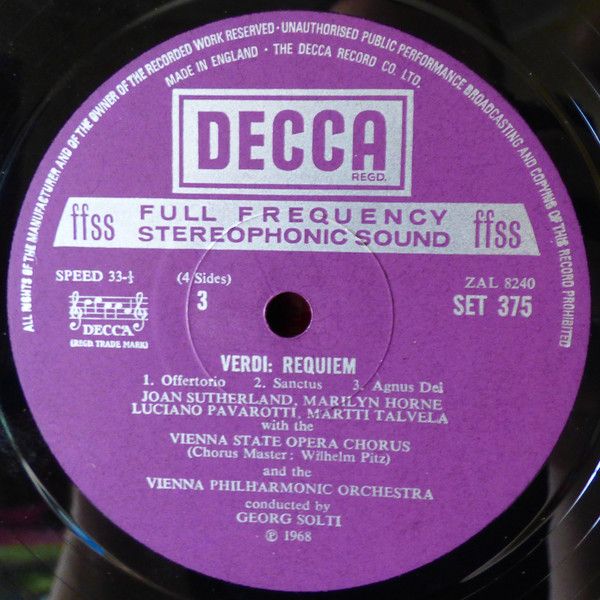 ALL RIGHTS OF THE MANUFACTURER AND OF THE OWNER OF THE RECORDED WORK RESERVED · UNAUTHORISED PUBLIC PERFORMANCE BROADCASTING AND COPYING OF THIS RECORD PROHIBITED
MADE IN ENGLAND · THE DECCA RECORD CO. LTD.
DECCA
REGD.
ffss FULL FREQUENCY STEREOPHONIC SOUND ffss
SPEED 33-⅓ (4 Sides) ZAL 8240
3 SET 375
DECCA
(REGD. TRADE MARK)
VERDI: REQUIEM
1. Offertorio 2. Sanctus 3. Agnus Dei
JOAN SUTHERLAND, MARILYN HORNE
LUCIANO PAVAROTTI, MARTTI TALVELA
with the
VIENNA STATE OPERA CHORUS
(Chorus Master: Wilhelm Pitz)
and the
VIENNA PHILHARMONIC ORCHESTRA
conducted by
GEORG SOLTI
℗ 1968